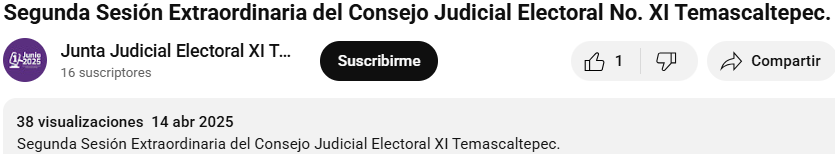 Segunda Sesión Extraordinaria del Consejo Judicial Electoral No. XI Temascaltepec.
Junta Judicial Electoral XI T...
16 suscriptores
Suscribirme
1
Compartir
1 Junio
2025
38 visualizaciones 14 abr 2025
Segunda Sesión Extraordinaria del Consejo Judicial Electoral XI Temascaltepec.